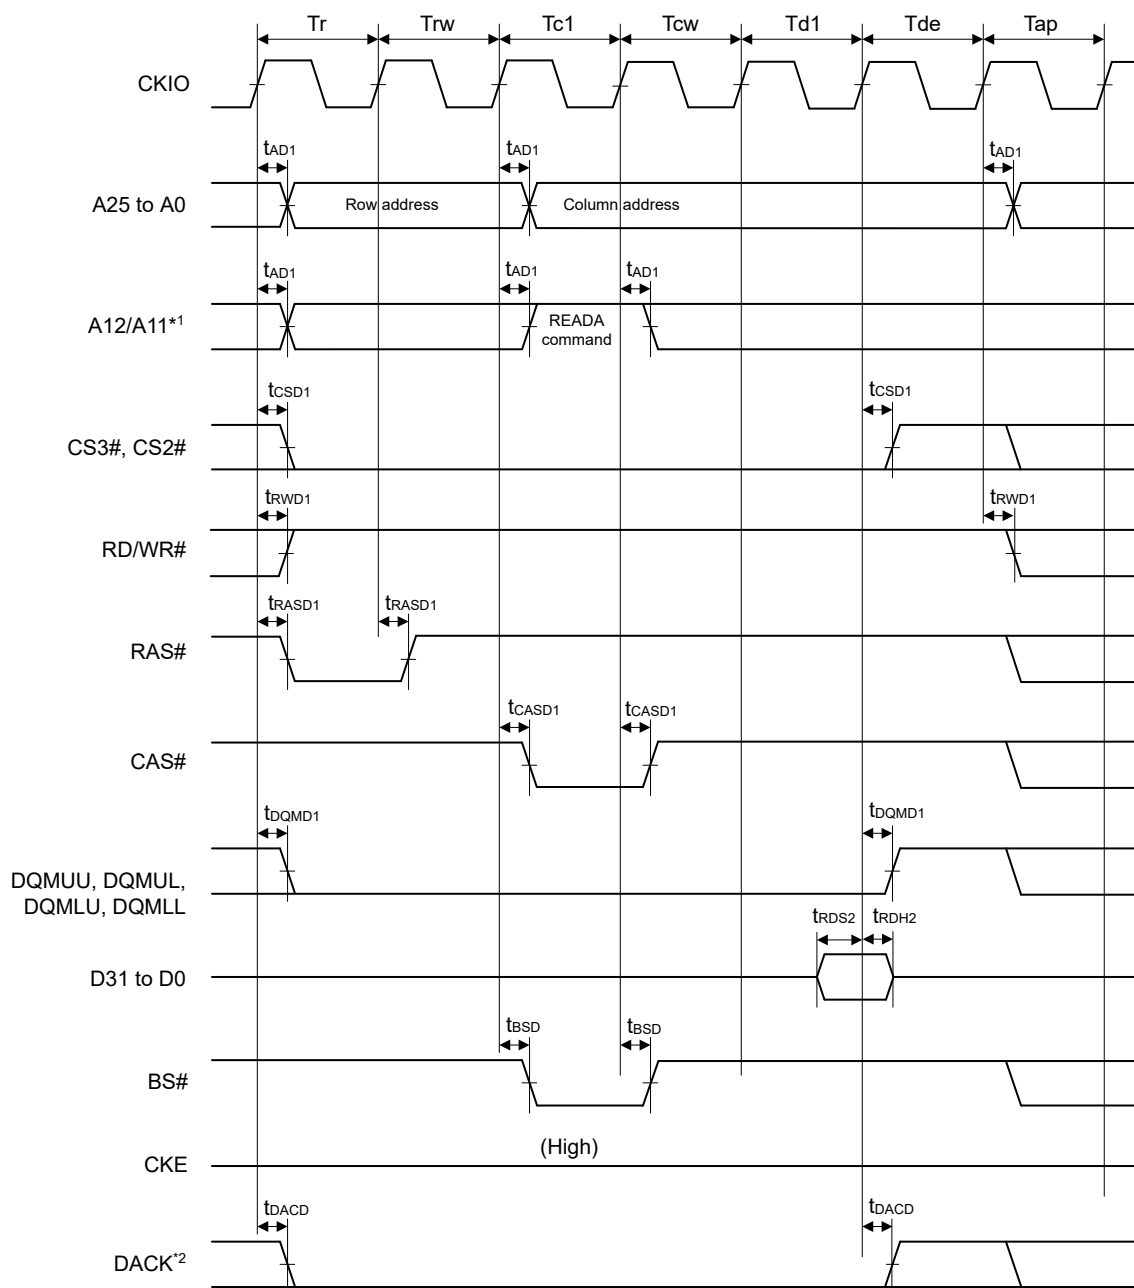 Tr Trw Tc1 Tcw Td1 Tde Tap
CKIO
tAD1 tAD1 tAD1
A25 to A0 Row address Column address
tAD1 tAD1 tAD1
A12/A11*1 READA
command
tCSD1 tCSD1
CS3#, CS2#
tRWD1 tRWD1
RD/WR#
tRASD1 tRASD1
RAS#
tCASD1 tCASD1
CAS#
tDQMD1 tDQMD1
DQMUU, DQMUL,
DQMLU, DQMLL
tRDS2 tRDH2
D31 to D0
tBSD tBSD
BS#
(High)
CKE
tDACD tDACD
DACK*2